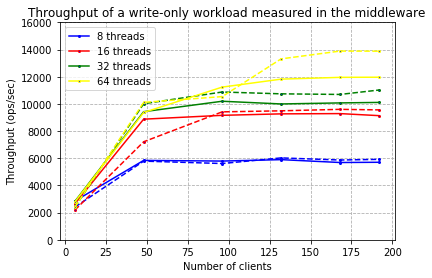 Throughput of a write-only workload measured in the middleware
16000
14000
12000
10000
8000
6000
4000
2000
0
Throughput (ops/sec)
8 threads
16 threads
32 threads
64 threads
0 25 50 75 100 125 150 175 200
Number of clients